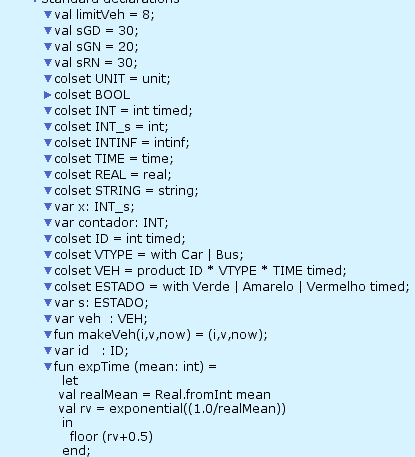 Standard declarations
val limitVeh = 8;
val sGD = 30;
val sGN = 20;
val sRN = 30;
colset UNIT = unit;
colset BOOL
colset INT = int timed;
colset INT_s = int;
colset INTINF = intinf;
colset TIME = time;
colset REAL = real;
colset STRING = string;
var x: INT_s;
var contador: INT;
colset ID = int timed;
colset VTYPE = with Car | Bus;
colset VEH = product ID * VTYPE * TIME timed;
colset ESTADO = with Verde | Amarelo | Vermelho timed;
var s: ESTADO;
var veh : VEH;
fun makeVeh(i,v,now) = (i,v,now);
var id : ID;
fun expTime (mean: int) =
let
val realMean = Real.fromInt mean
val rv = exponential((1.0/realMean))
in
floor (rv+0.5)
end;